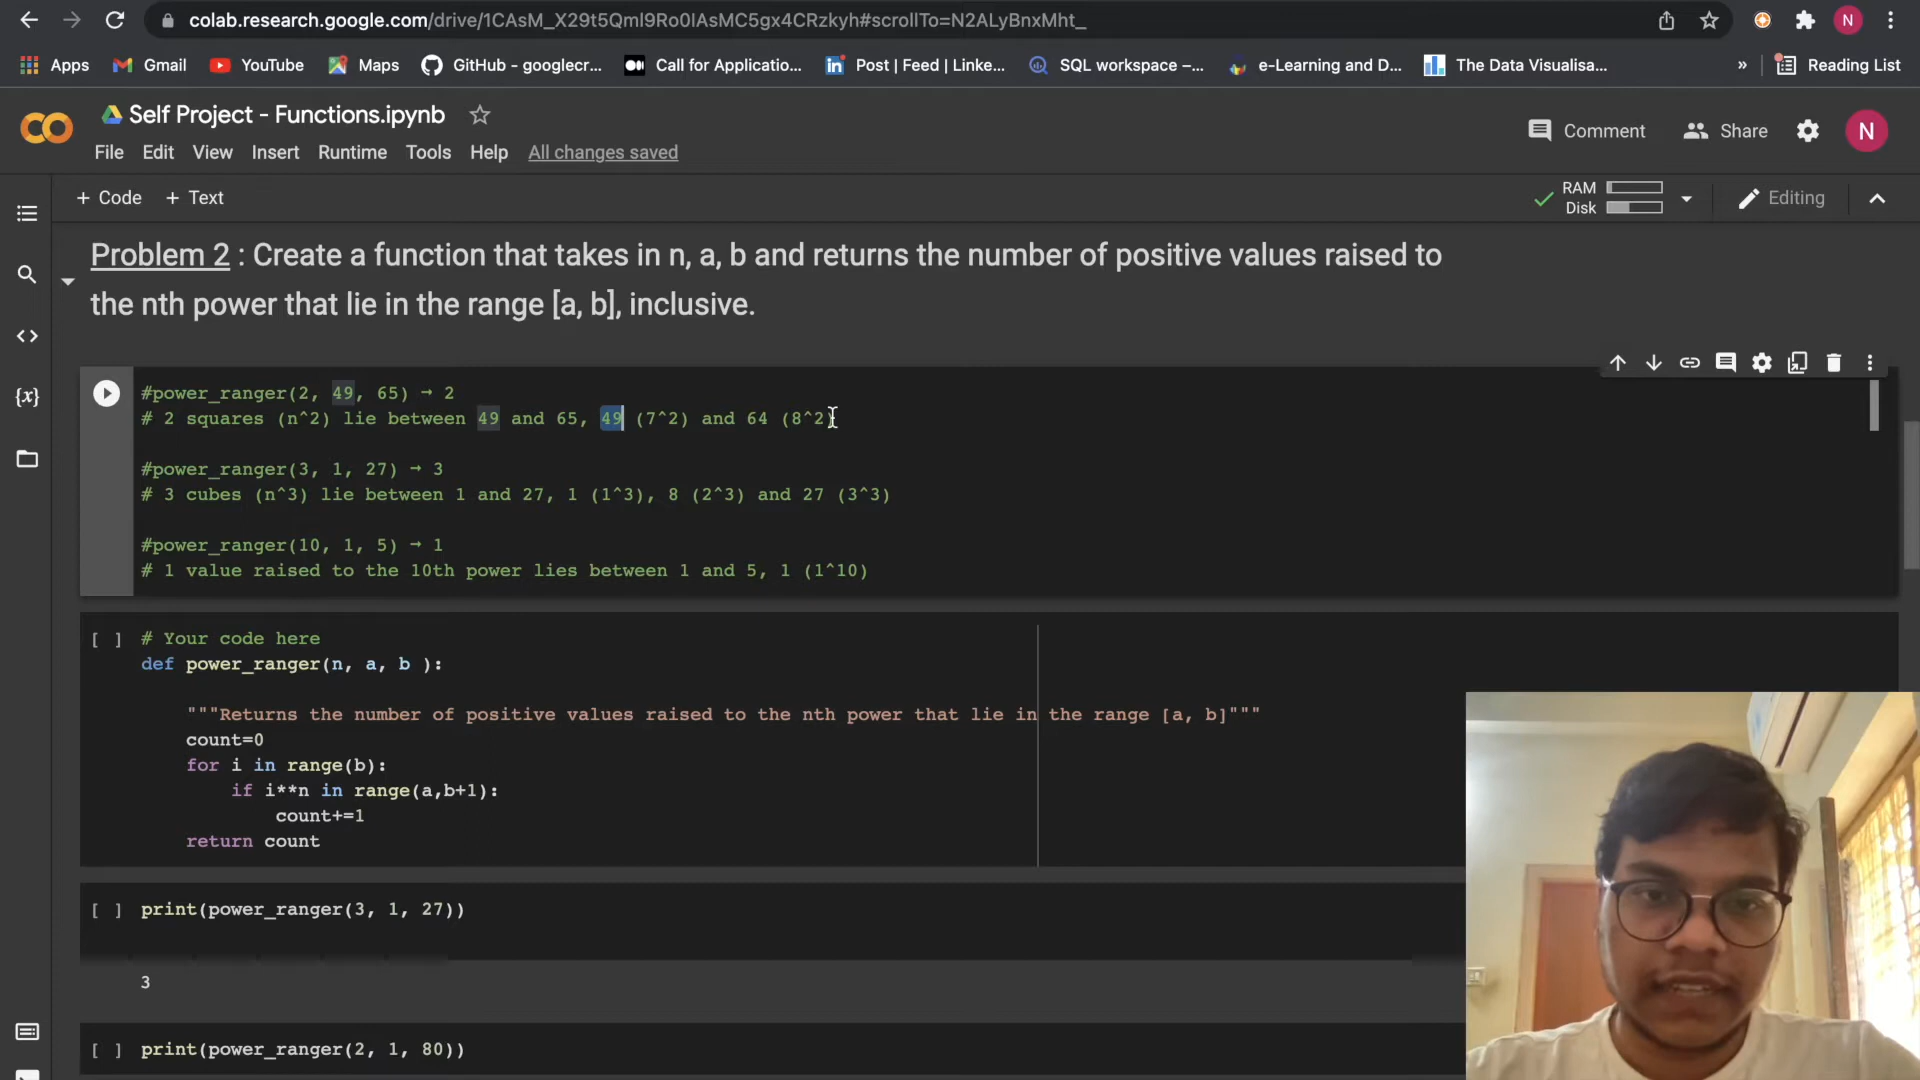 colab.research.google.com/drive/1CAsM_X29t5Qml9Ro0lAsMC5gx4CRzkyh#scrollTo=N2ALyBnxMht_
N
Apps Gmail YouTube Maps GitHub - googlecr... Call for Applicatio... Post | Feed | Linke... SQL workspace –... e-Learning and D... The Data Visualisa... » Reading List
Self Project - Functions.ipynb
Comment Share N
File Edit View Insert Runtime Tools Help All changes saved
+ Code + Text
RAM
Disk
Editing
Problem 2 : Create a function that takes in n, a, b and returns the number of positive values raised to
the nth power that lie in the range [a, b], inclusive.
#power_ranger(2, 49, 65) → 2
# 2 squares (n^2) lie between 49 and 65, 49 (7^2) and 64 (8^2)
#power_ranger(3, 1, 27) → 3
# 3 cubes (n^3) lie between 1 and 27, 1 (1^3), 8 (2^3) and 27 (3^3)
#power_ranger(10, 1, 5) → 1
# 1 value raised to the 10th power lies between 1 and 5, 1 (1^10)
[ ] # Your code here
def power_ranger(n, a, b ):
"""Returns the number of positive values raised to the nth power that lie in the range [a, b]"""
count=0
for i in range(b):
if i**n in range(a,b+1):
count+=1
return count
[ ] print(power_ranger(3, 1, 27))
3
[ ] print(power_ranger(2, 1, 80))